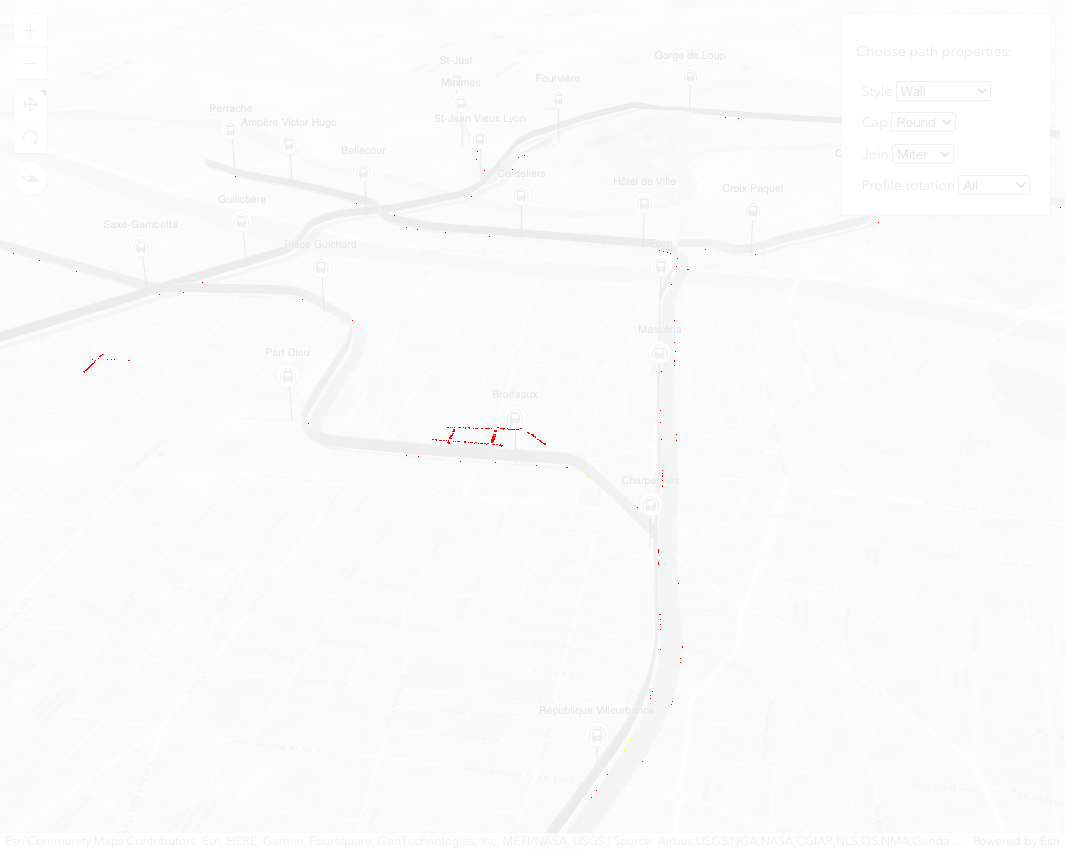 Choose path properties:
Style Wall
Cap Round
Join Miter
Profile rotation All
St-Just
Minimes
Gorge de Loup
Fourvière
Perrache
Ampère Victor Hugo
St-Jean Vieux Lyon
Bellecour
Cordeliers
Hôtel de Ville
Croix Paquet
Guillotière
Saxe-Gambetta
Place Guichard
Foch
Masséna
Part Dieu
Brotteaux
Charpennes
République Villeurbanne
Esri Community Maps Contributors, Esri, HERE, Garmin, Foursquare, GeoTechnologies, Inc, METI/NASA, USGS | Source: Airbus,USGS,NGA,NASA,CGIAR,NLS,OS,NMA,Geoda...
Powered by Esri